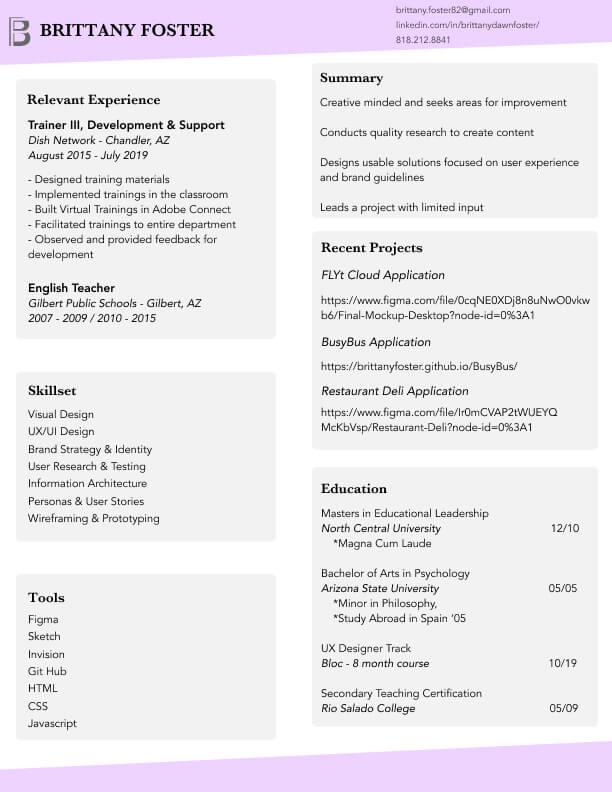 BRITTANY FOSTER
brittany.foster82@gmail.com
linkedin.com/in/brittanydawnfoster/
818.212.8841
Relevant Experience
Trainer III, Development & Support
Dish Network - Chandler, AZ
August 2015 - July 2019
- Designed training materials
- Implemented trainings in the classroom
- Built Virtual Trainings in Adobe Connect
- Facilitated trainings to entire department
- Observed and provided feedback for
development
English Teacher
Gilbert Public Schools - Gilbert, AZ
2007 - 2009 / 2010 - 2015
Skillset
Visual Design
UX/UI Design
Brand Strategy & Identity
User Research & Testing
Information Architecture
Personas & User Stories
Wireframing & Prototyping
Tools
Figma
Sketch
Invision
Git Hub
HTML
CSS
Javascript
Summary
Creative minded and seeks areas for improvement
Conducts quality research to create content
Designs usable solutions focused on user experience
and brand guidelines
Leads a project with limited input
Recent Projects
FLYt Cloud Application
https://www.figma.com/file/0cqNE0XDj8n8uNwO0vkw
b6/Final-Mockup-Desktop?node-id=0%3A1
BusyBus Application
https://brittanyfoster.github.io/BusyBus/
Restaurant Deli Application
https://www.figma.com/file/Ir0mCVAP2tWUEYQ
McKbVsp/Restaurant-Deli?node-id=0%3A1
Education
Masters in Educational Leadership
North Central University 12/10
*Magna Cum Laude
Bachelor of Arts in Psychology
Arizona State University 05/05
*Minor in Philosophy,
*Study Abroad in Spain ‘05
UX Designer Track
Bloc - 8 month course 10/19
Secondary Teaching Certification
Rio Salado College 05/09